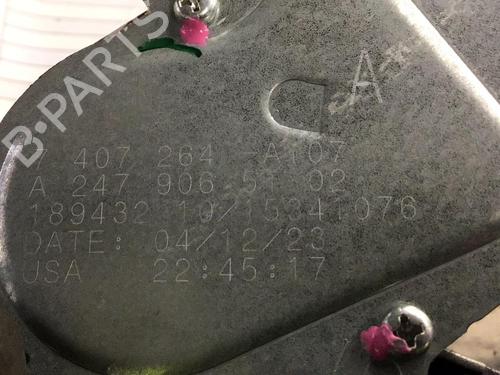 B-PARTS
A
7 407 264 A107
A 247 906 51 02
189432 10/15341076
DATE: 04/12/23
USA 22:45:17